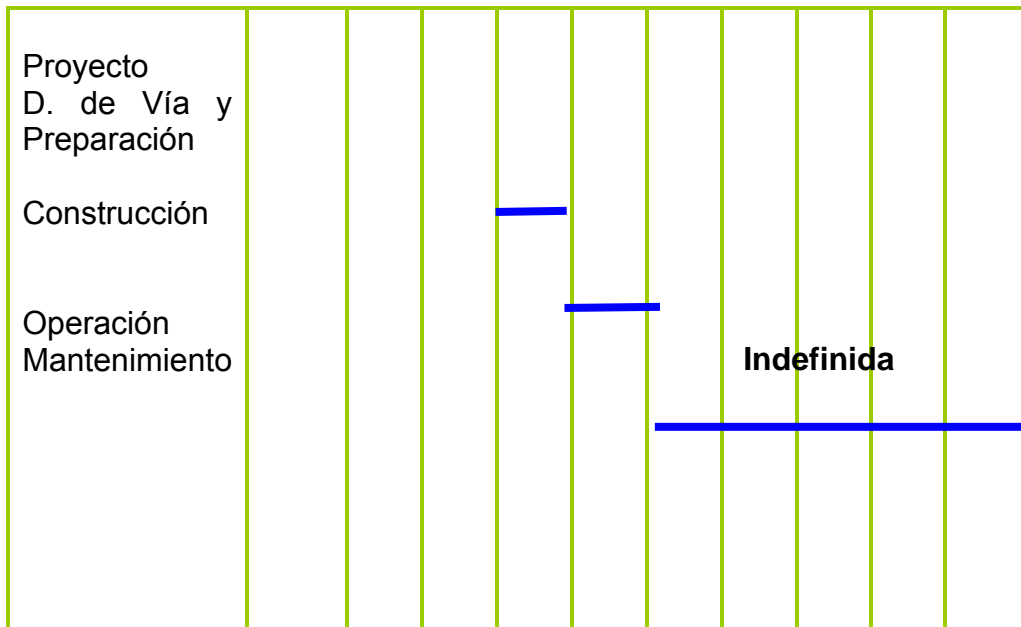 Proyecto
D. de Vía y
Preparación
Construcción
Operación
Mantenimiento
Indefinida